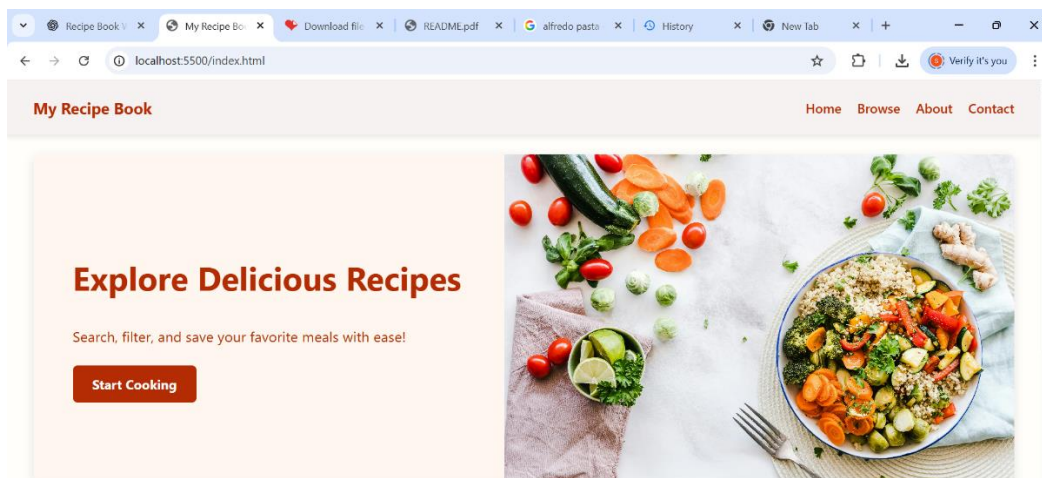 Recipe Book
My Recipe Bo
Download file
README.pdf
alfredo pasta
History
New Tab
localhost:5500/index.html
Verify it's you
My Recipe Book
Home Browse About Contact
Explore Delicious Recipes
Search, filter, and save your favorite meals with ease!
Start Cooking